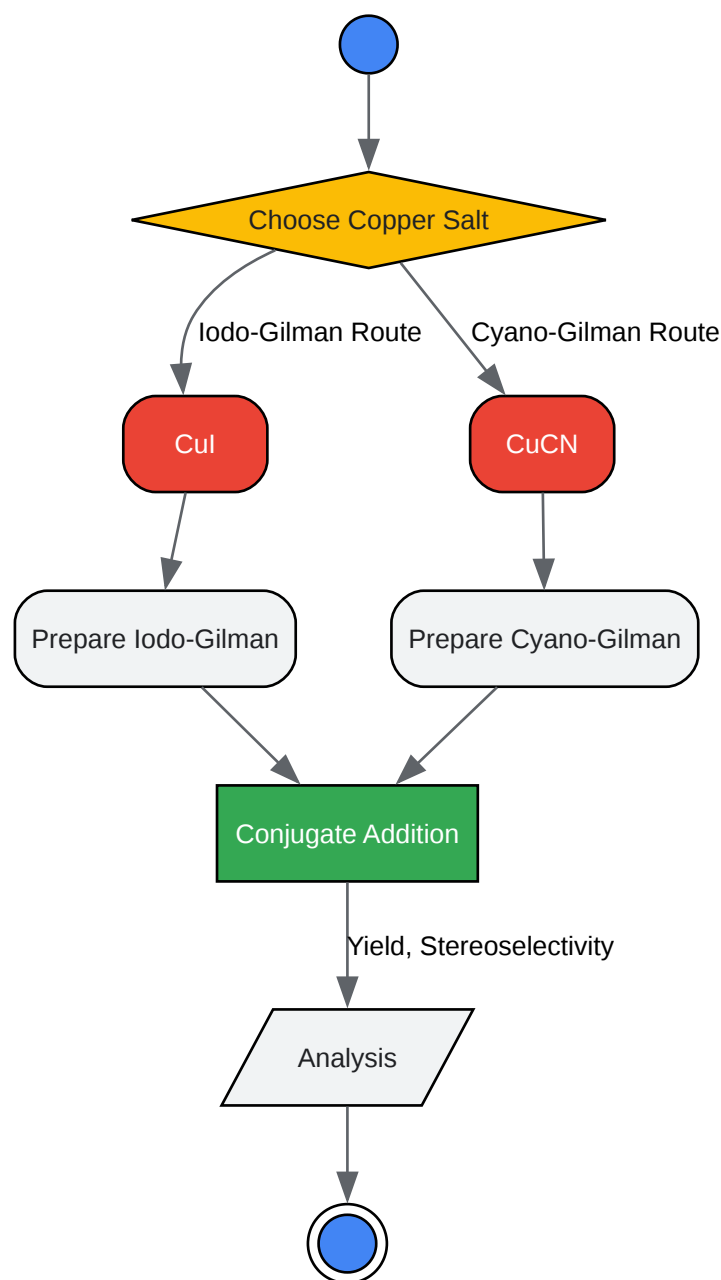 Choose Copper Salt
Iodo-Gilman Route
Cyano-Gilman Route
CuI
CuCN
Prepare Iodo-Gilman
Prepare Cyano-Gilman
Conjugate Addition
Yield, Stereoselectivity
Analysis